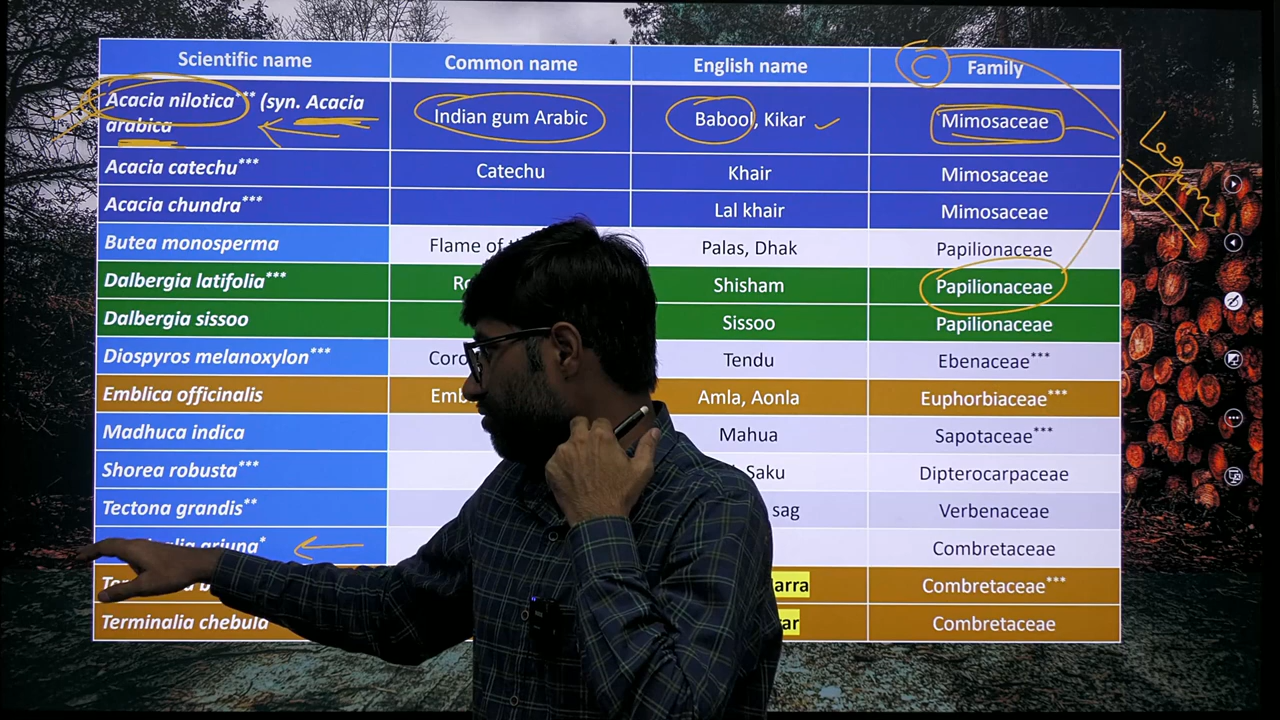 Scientific name Common name English name Family
C
Acacia nilotica*** (syn. Acacia arabica Indian gum Arabic Babool, Kikar Mimosaceae
Acacia catechu*** Catechu Khair Mimosaceae
Acacia chundra*** Lal khair Mimosaceae
Butea monosperma Flame of Palas, Dhak Papilionaceae
Dalbergia latifolia*** Shisham Papilionaceae
Dalbergia sissoo Sissoo Papilionaceae
Diospyros melanoxylon*** Tendu Ebenaceae***
Emblica officinalis Amla, Aonla Euphorbiaceae***
Madhuca indica Mahua Sapotaceae***
Shorea robusta*** Saku Dipterocarpaceae
Tectona grandis** sag Verbenaceae
arjuna* Combretaceae
Combretaceae***
Terminalia chebula Combretaceae